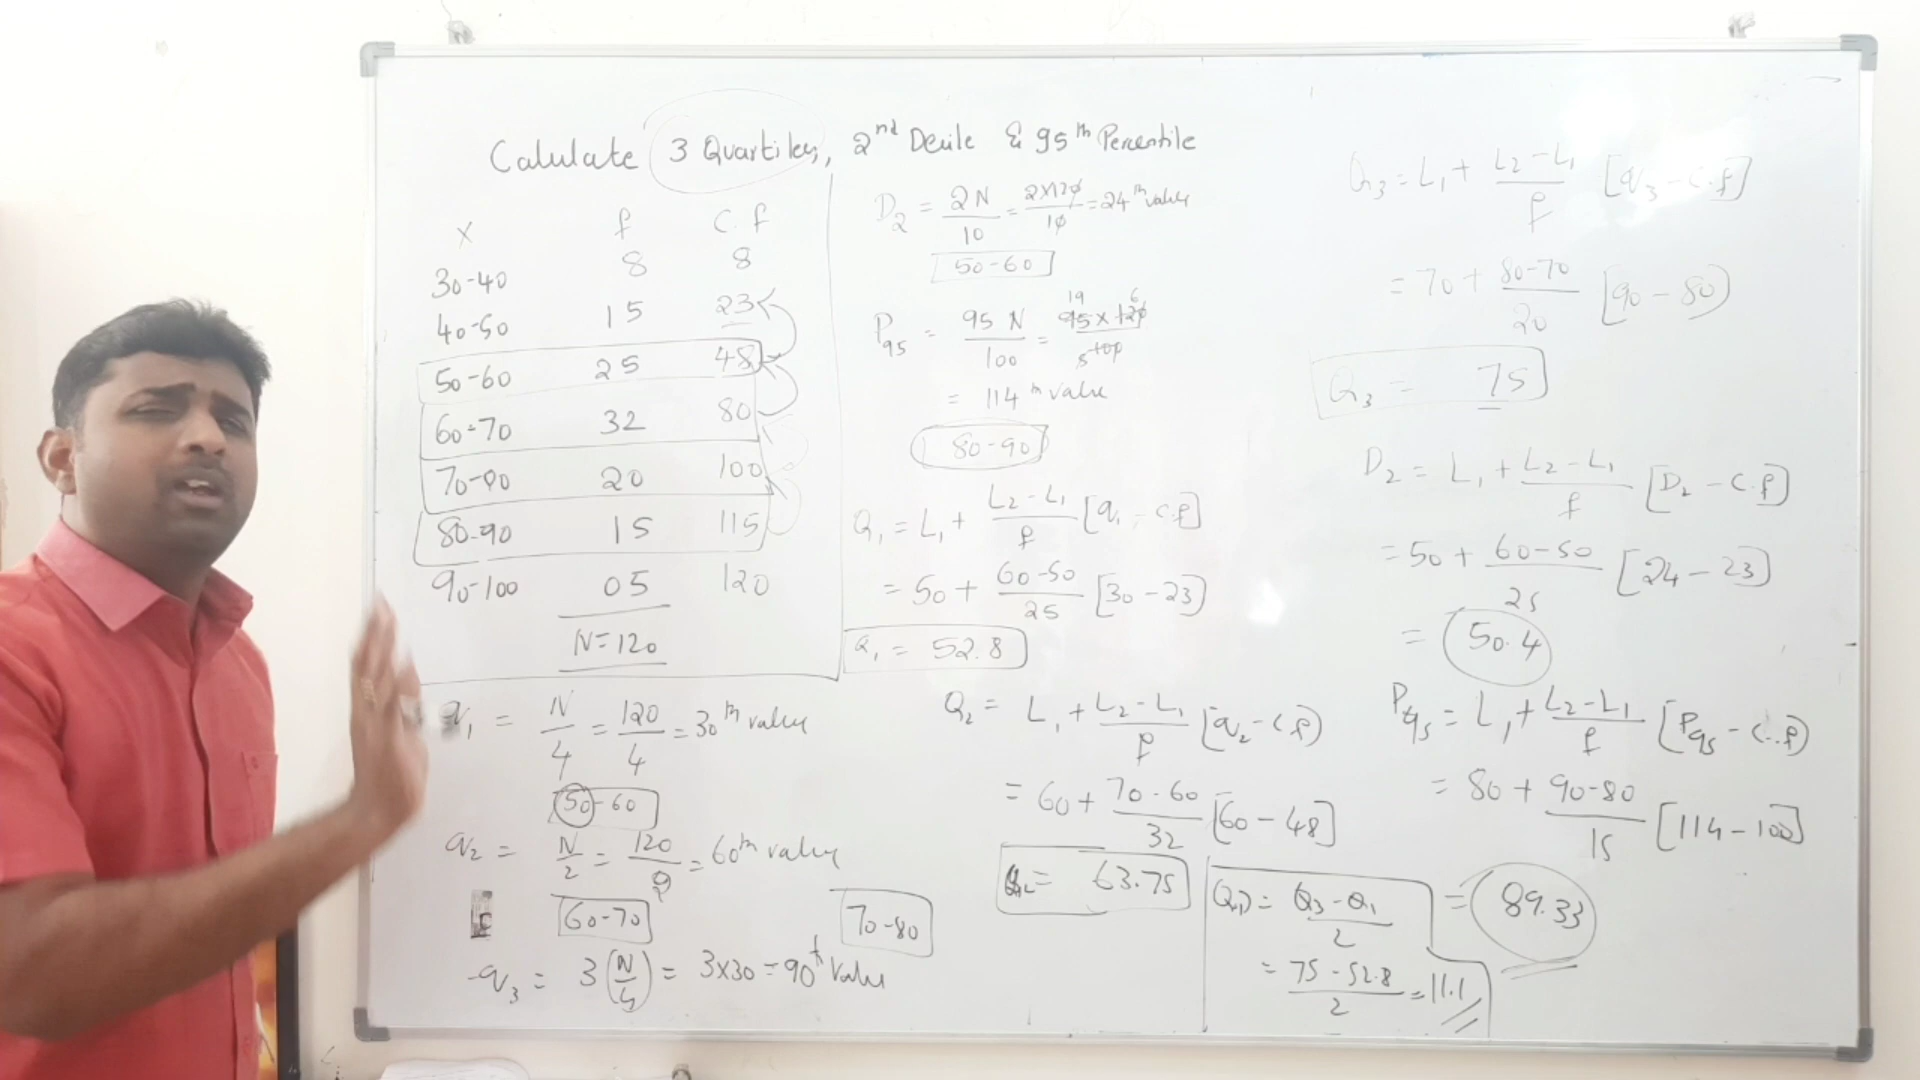 Calulate 3 Quartiles, 2nd Decile & 95th Percentile
X f C.f
30-40 8 8
40-50 15 23
50-60 25 48
60-70 32 80
70-80 20 100
80-90 15 115
90-100 05 120
N=120
q1 = N/4 = 120/4 = 30th value
50-60
q2 = N/2 = 120/2 = 60th value
60-70
70-80
q3 = 3(N/4) = 3x30 = 90th value
D2 = 2N/10 = 2x120/10 = 24th value
50-60
P95 = 95 N/100 = 95x120/100
19 6
5
= 114th value
80-90
Q1 = L1 + L2-L1/f [q1 - c.f]
= 50 + 60-50/25 [30-23]
Q1 = 52.8
Q2 = L1 + L2-L1/f [q2 - c.f]
= 60 + 70-60/32 [60-48]
Q2 = 63.75
QD = Q3-Q1/2
= 75-52.8/2 = 11.1
Q3 = L1 + L2-L1/f [q3 - c.f]
= 70 + 80-70/20 [90-80]
Q3 = 75
D2 = L1 + L2-L1/f [D2 - c.f]
= 50 + 60-50/25 [24-23]
= 50.4
P95 = L1 + L2-L1/f [P95 - c.f]
= 80 + 90-80/15 [114-100]
= 89.33